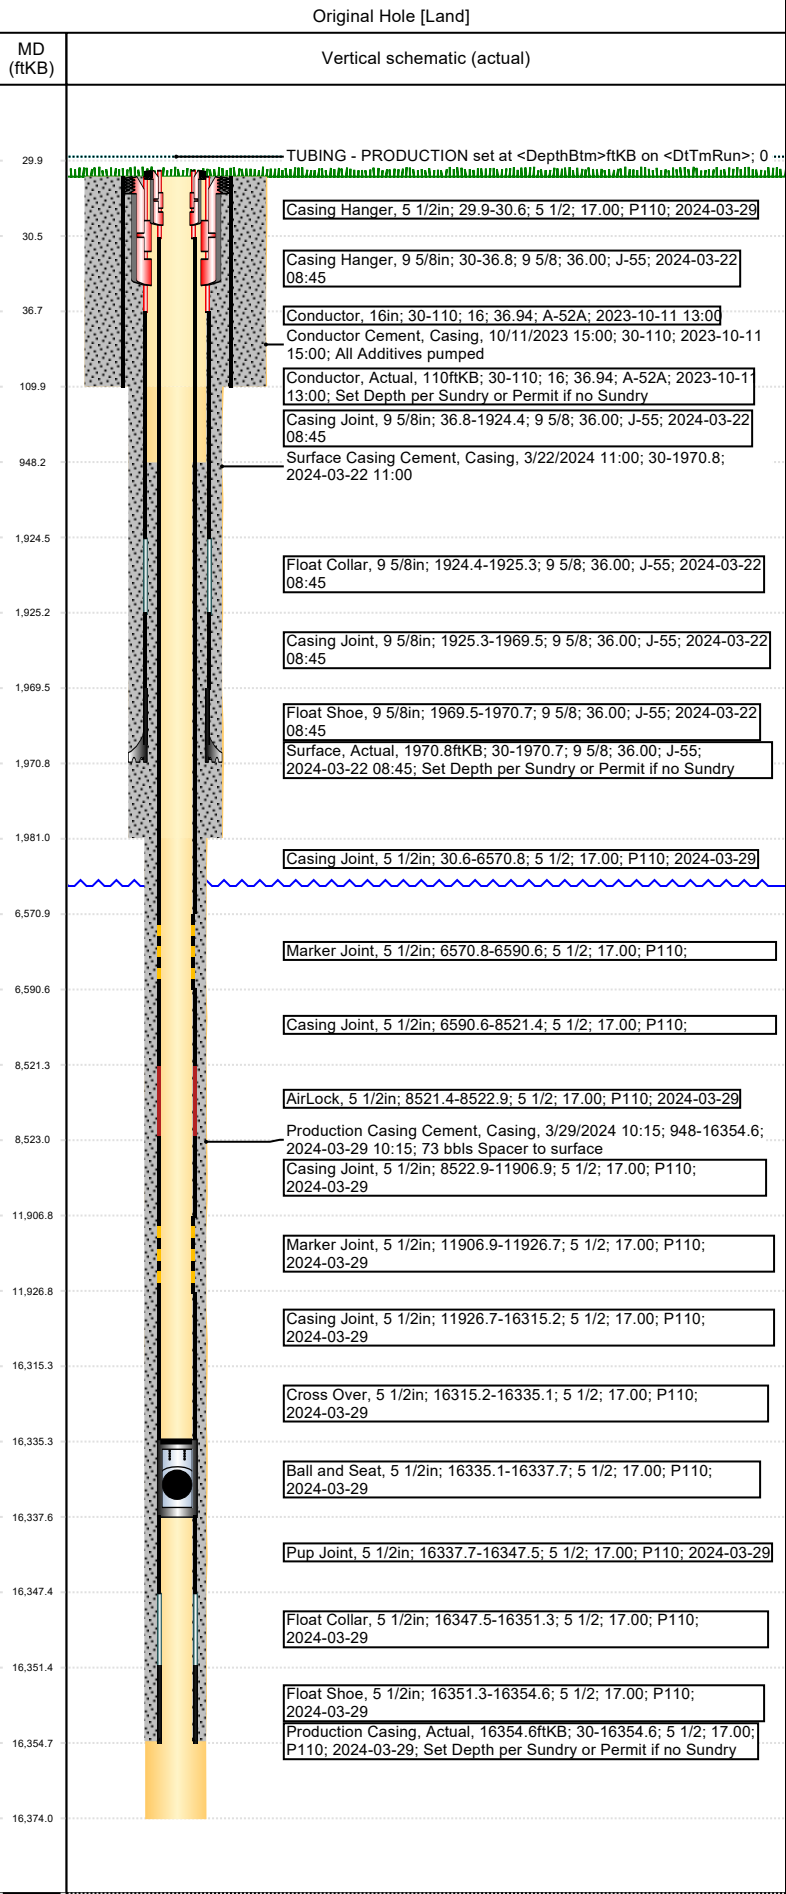 Original Hole [Land]
MD
(ftKB)
Vertical schematic (actual)
29.9
TUBING - PRODUCTION set at <DepthBtm>ftKB on <DtTmRun>; 0
Casing Hanger, 5 1/2in; 29.9-30.6; 5 1/2; 17.00; P110; 2024-03-29
30.5
Casing Hanger, 9 5/8in; 30-36.8; 9 5/8; 36.00; J-55; 2024-03-22
08:45
36.7
Conductor, 16in; 30-110; 16; 36.94; A-52A; 2023-10-11 13:00
Conductor Cement, Casing, 10/11/2023 15:00; 30-110; 2023-10-11
15:00; All Additives pumped
109.9
Conductor, Actual, 110ftKB; 30-110; 16; 36.94; A-52A; 2023-10-11
13:00; Set Depth per Sundry or Permit if no Sundry
Casing Joint, 9 5/8in; 36.8-1924.4; 9 5/8; 36.00; J-55; 2024-03-22
08:45
948.2
Surface Casing Cement, Casing, 3/22/2024 11:00; 30-1970.8;
2024-03-22 11:00
1,924.5
Float Collar, 9 5/8in; 1924.4-1925.3; 9 5/8; 36.00; J-55; 2024-03-22
08:45
1,925.2
Casing Joint, 9 5/8in; 1925.3-1969.5; 9 5/8; 36.00; J-55; 2024-03-22
08:45
1,969.5
Float Shoe, 9 5/8in; 1969.5-1970.7; 9 5/8; 36.00; J-55; 2024-03-22
08:45
Surface, Actual, 1970.8ftKB; 30-1970.7; 9 5/8; 36.00; J-55;
2024-03-22 08:45; Set Depth per Sundry or Permit if no Sundry
1,970.8
1,981.0
Casing Joint, 5 1/2in; 30.6-6570.8; 5 1/2; 17.00; P110; 2024-03-29
6,570.9
Marker Joint, 5 1/2in; 6570.8-6590.6; 5 1/2; 17.00; P110;
6,590.6
Casing Joint, 5 1/2in; 6590.6-8521.4; 5 1/2; 17.00; P110;
8,521.3
AirLock, 5 1/2in; 8521.4-8522.9; 5 1/2; 17.00; P110; 2024-03-29
8,523.0
Production Casing Cement, Casing, 3/29/2024 10:15; 948-16354.6;
2024-03-29 10:15; 73 bbls Spacer to surface
Casing Joint, 5 1/2in; 8522.9-11906.9; 5 1/2; 17.00; P110;
2024-03-29
11,906.8
Marker Joint, 5 1/2in; 11906.9-11926.7; 5 1/2; 17.00; P110;
2024-03-29
11,926.8
Casing Joint, 5 1/2in; 11926.7-16315.2; 5 1/2; 17.00; P110;
2024-03-29
16,315.3
Cross Over, 5 1/2in; 16315.2-16335.1; 5 1/2; 17.00; P110;
2024-03-29
16,335.3
Ball and Seat, 5 1/2in; 16335.1-16337.7; 5 1/2; 17.00; P110;
2024-03-29
16,337.6
Pup Joint, 5 1/2in; 16337.7-16347.5; 5 1/2; 17.00; P110; 2024-03-29
16,347.4
Float Collar, 5 1/2in; 16347.5-16351.3; 5 1/2; 17.00; P110;
2024-03-29
16,351.4
Float Shoe, 5 1/2in; 16351.3-16354.6; 5 1/2; 17.00; P110;
2024-03-29
Production Casing, Actual, 16354.6ftKB; 30-16354.6; 5 1/2; 17.00;
P110; 2024-03-29; Set Depth per Sundry or Permit if no Sundry
16,354.7
16,374.0